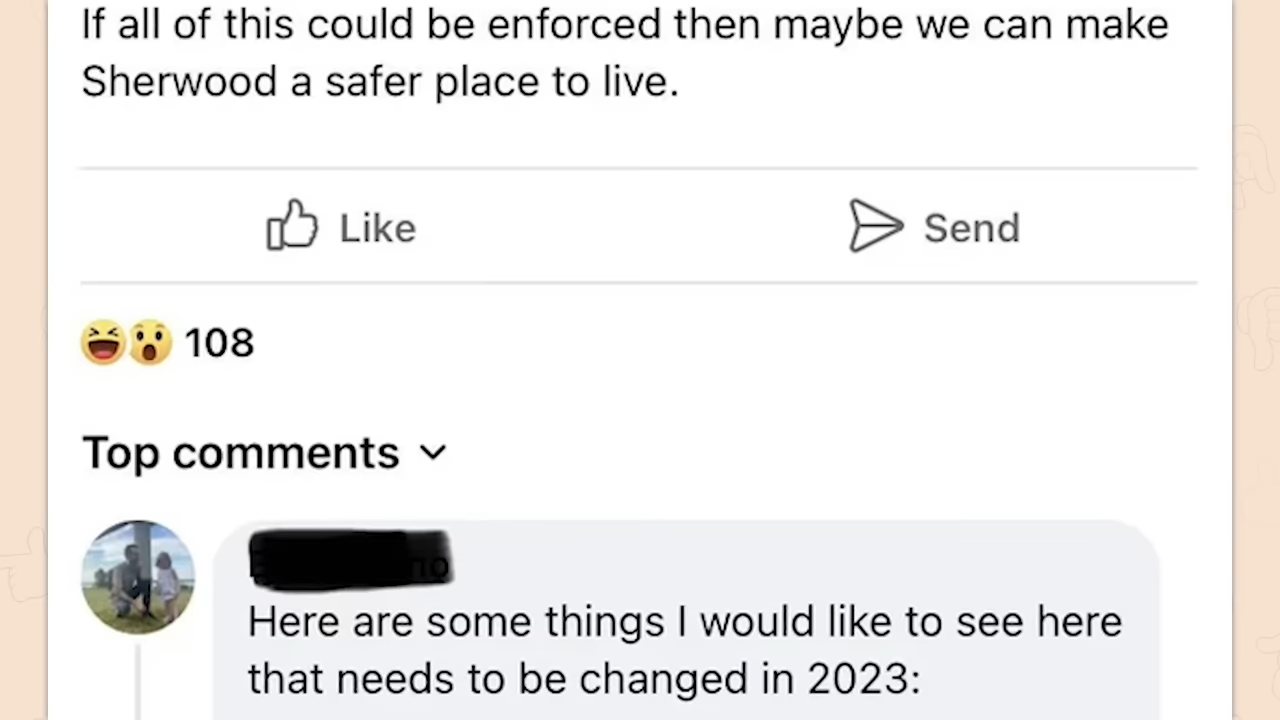 If all of this could be enforced then maybe we can make
Sherwood a safer place to live.
Like
Send
108
Top comments
Here are some things I would like to see here
that needs to be changed in 2023: